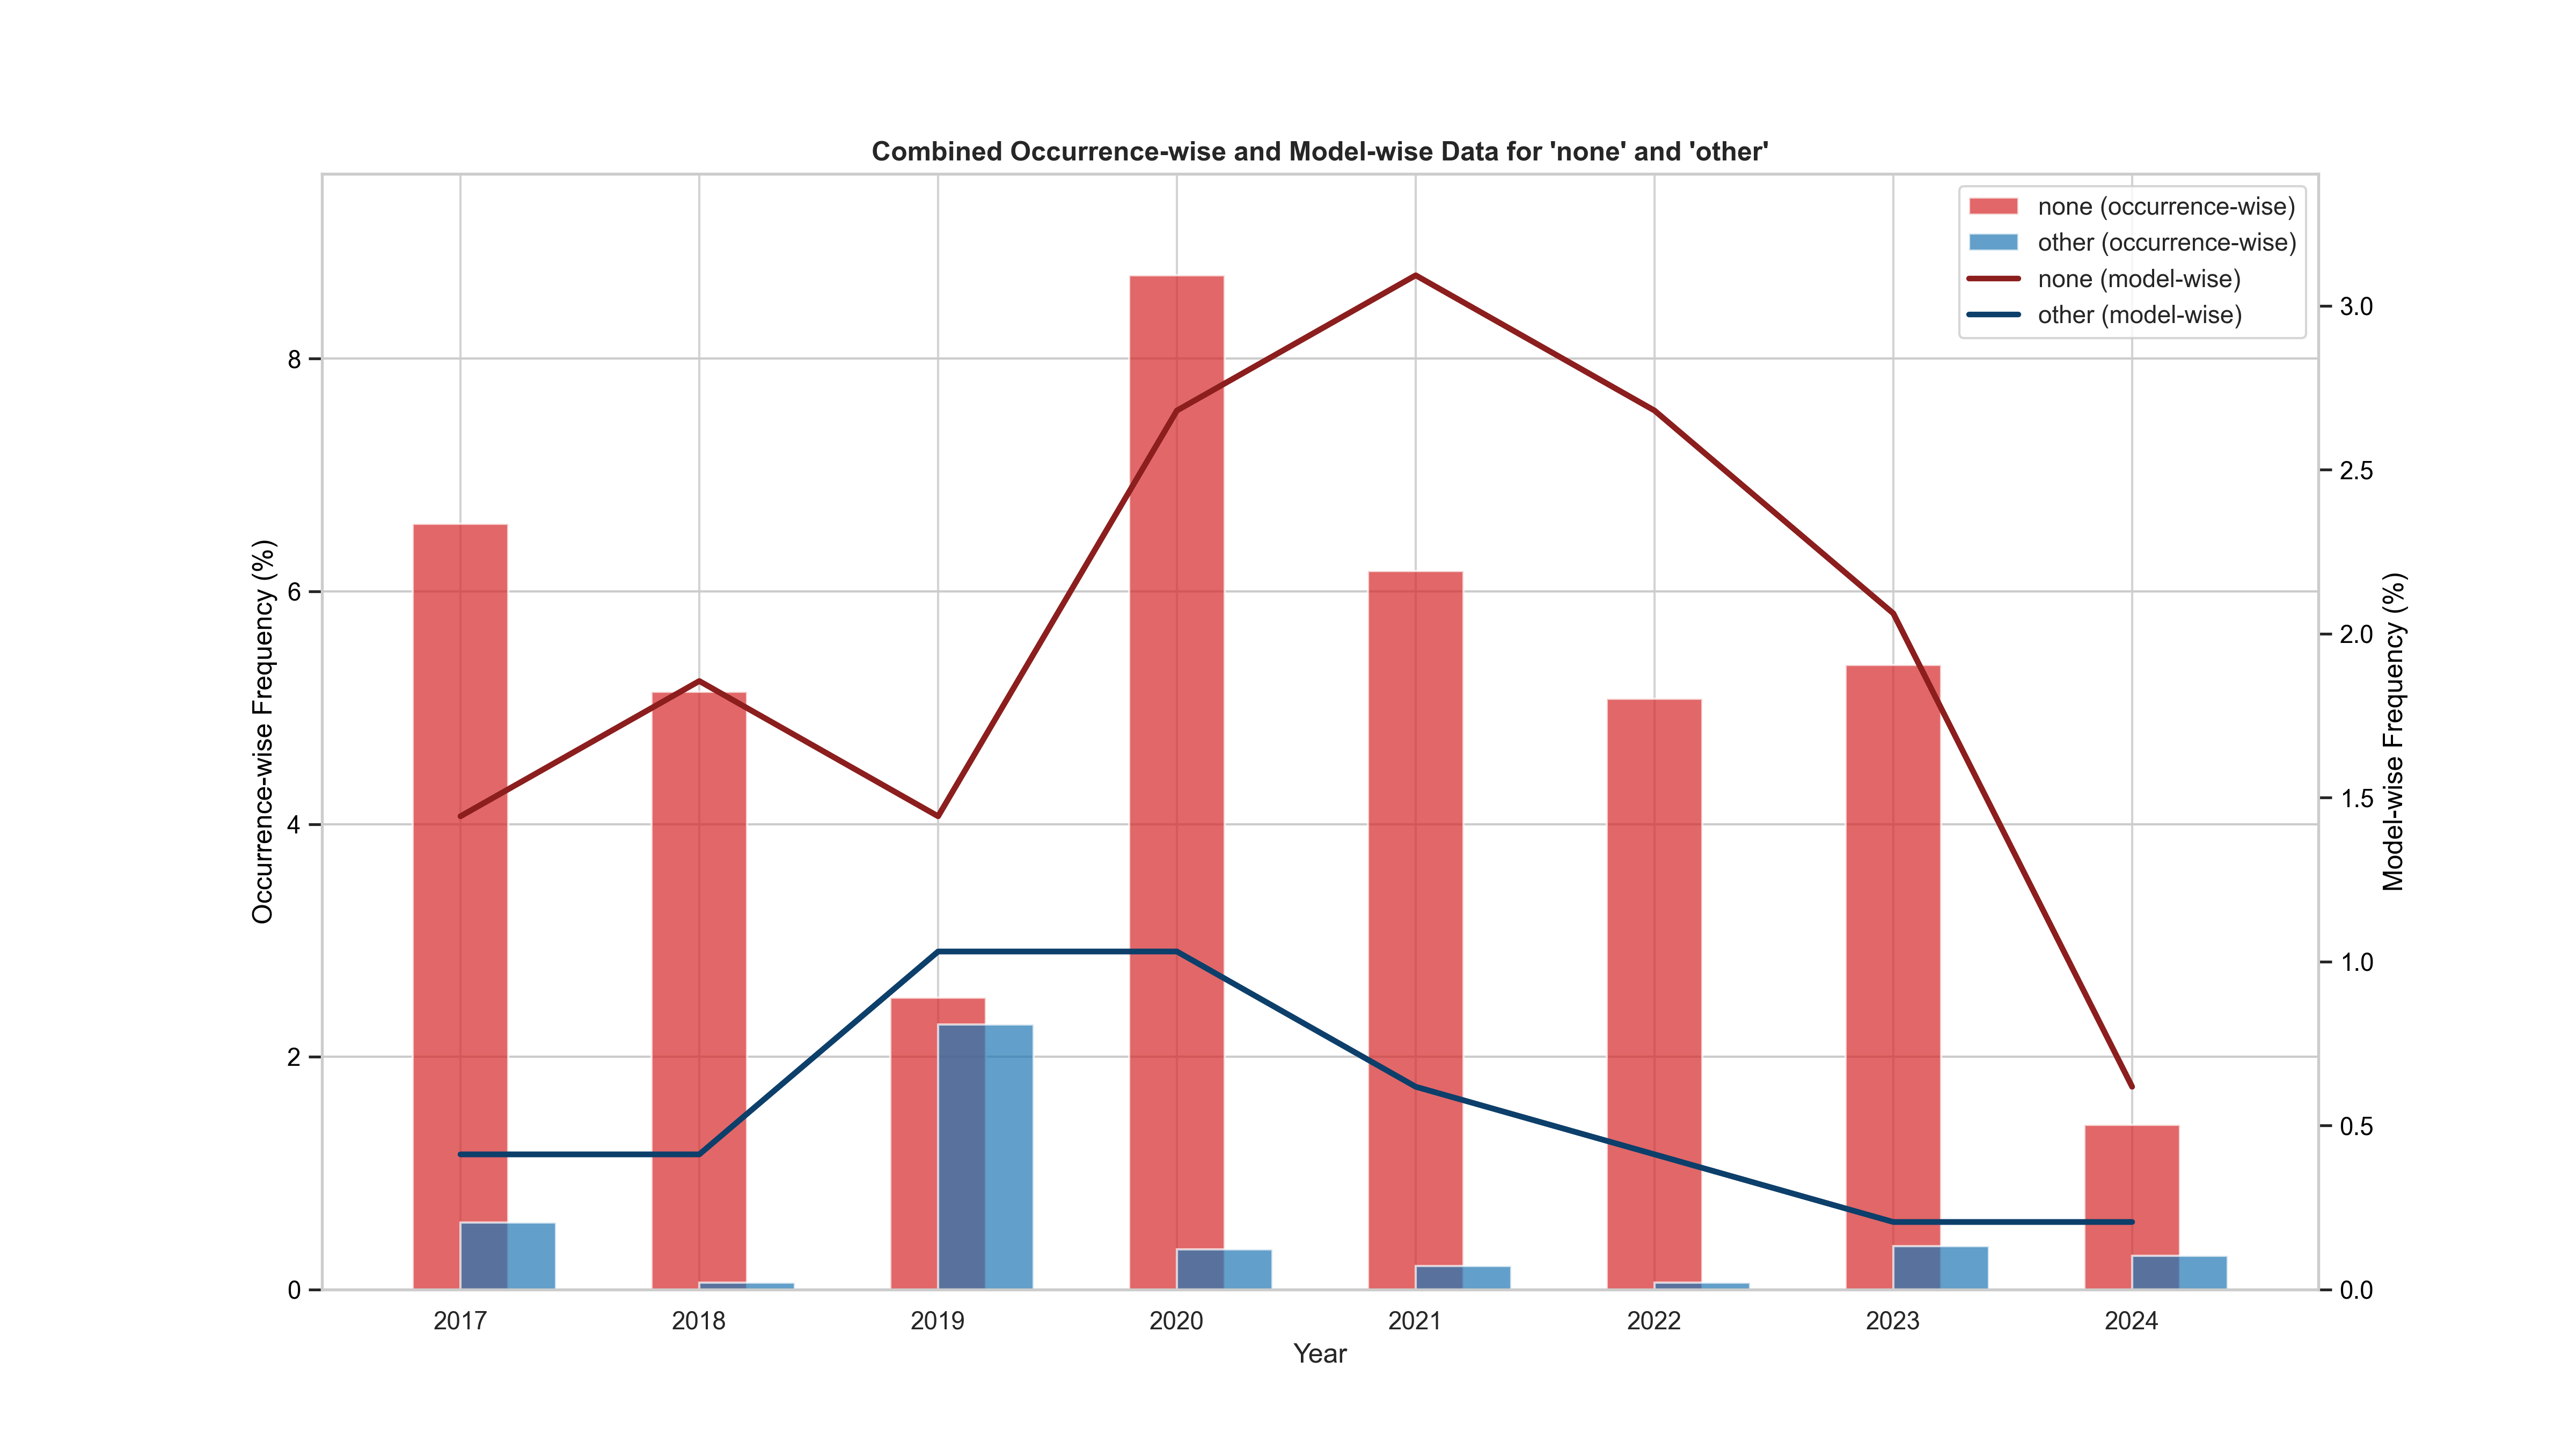 Combined Occurrence-wise and Model-wise Data for 'none' and 'other'
none (occurrence-wise)
other (occurrence-wise)
none (model-wise)
other (model-wise)
Occurrence-wise Frequency (%)
8
6
4
2
0
3.0
2.5
2.0
1.5
1.0
0.5
0.0
Model-wise Frequency (%)
2017 2018 2019 2020 2021 2022 2023 2024
Year